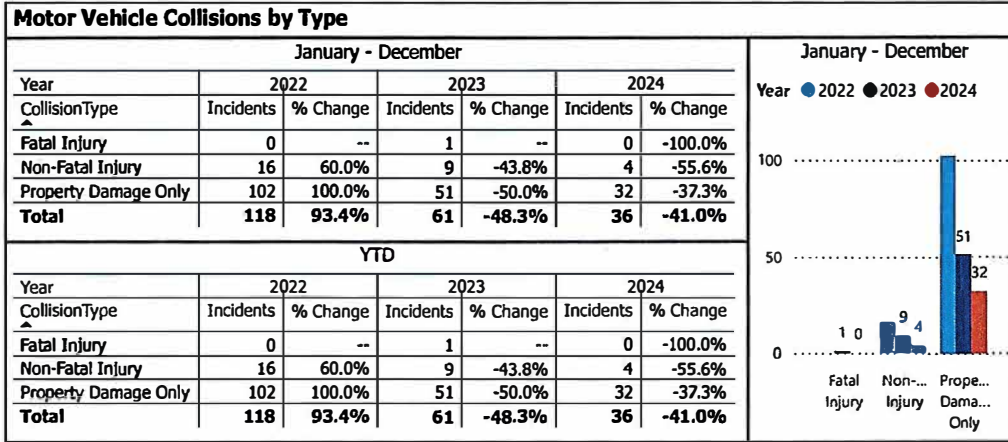 Motor Vehicle Collisions by Type
January - December
Year 2022 2023 2024
CollisionType Incidents % Change Incidents % Change Incidents % Change
Fatal Injury 0 -- 1 -- 0 -100.0%
Non-Fatal Injury 16 60.0% 9 -43.8% 4 -55.6%
Property Damage Only 102 100.0% 51 -50.0% 32 -37.3%
Total 118 93.4% 61 -48.3% 36 -41.0%
YTD
Year 2022 2023 2024
CollisionType Incidents % Change Incidents % Change Incidents % Change
Fatal Injury 0 -- 1 -- 0 -100.0%
Non-Fatal Injury 16 60.0% 9 -43.8% 4 -55.6%
Property Damage Only 102 100.0% 51 -50.0% 32 -37.3%
Total 118 93.4% 61 -48.3% 36 -41.0%
January - December
Year 2022 2023 2024
100
50
0
1 0
9
4
51
32
Fatal Non-... Prope...
Injury Injury Dama...
Only